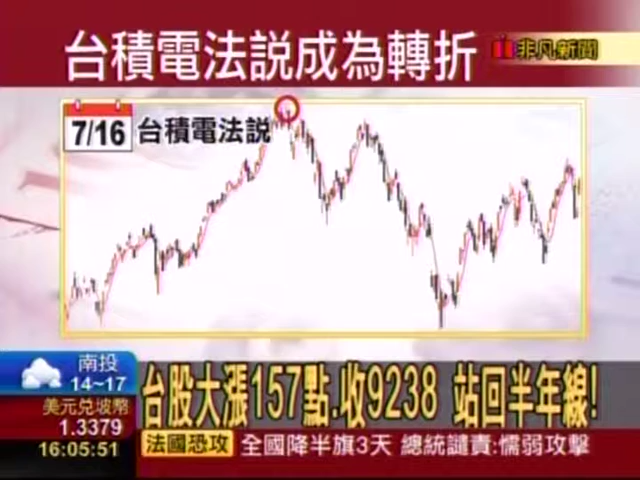 台積電法說成為轉折
非凡新聞
7/16 台積電法說
南投
14~17
美元兌坡幣
1.3379
16:05:51
台股大漲157點.收9238 站回半年線!
法國恐攻 全國降半旗3天 總統譴責:懦弱攻擊